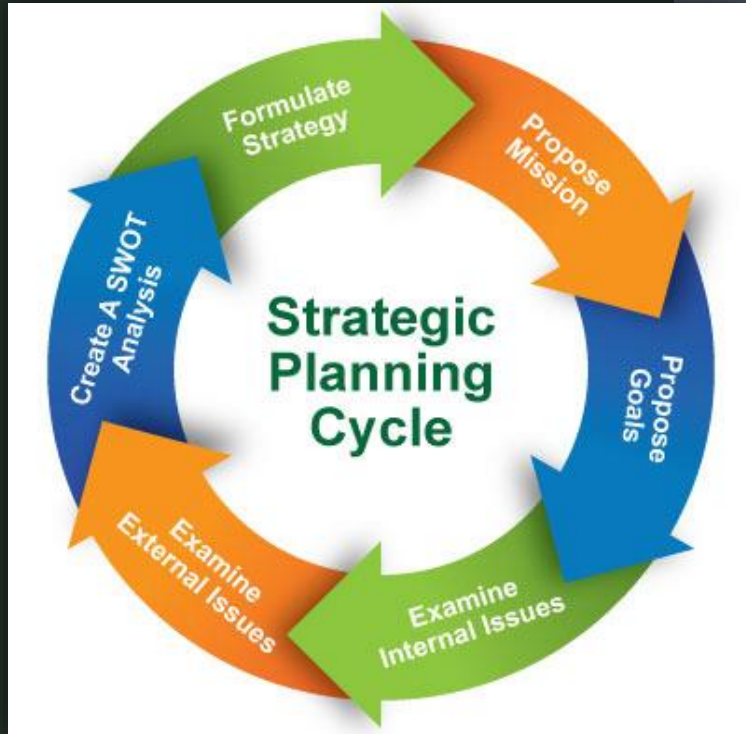 Strategic
Planning
Cycle
Formulate
Strategy
Propose
Mission
Propose
Goals
Examine
Internal Issues
Examine
External Issues
Create A SWOT
Analysis